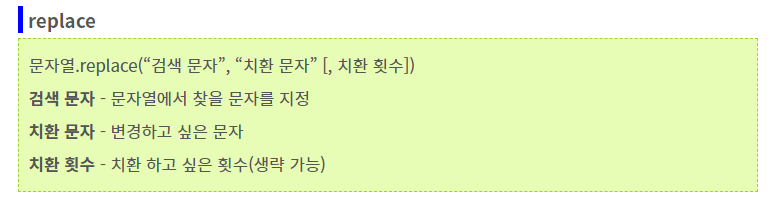 replace
문자열.replace(“검색 문자”, “치환 문자” [, 치환 횟수])
검색 문자 - 문자열에서 찾을 문자를 지정
치환 문자 - 변경하고 싶은 문자
치환 횟수 - 치환 하고 싶은 횟수(생략 가능)